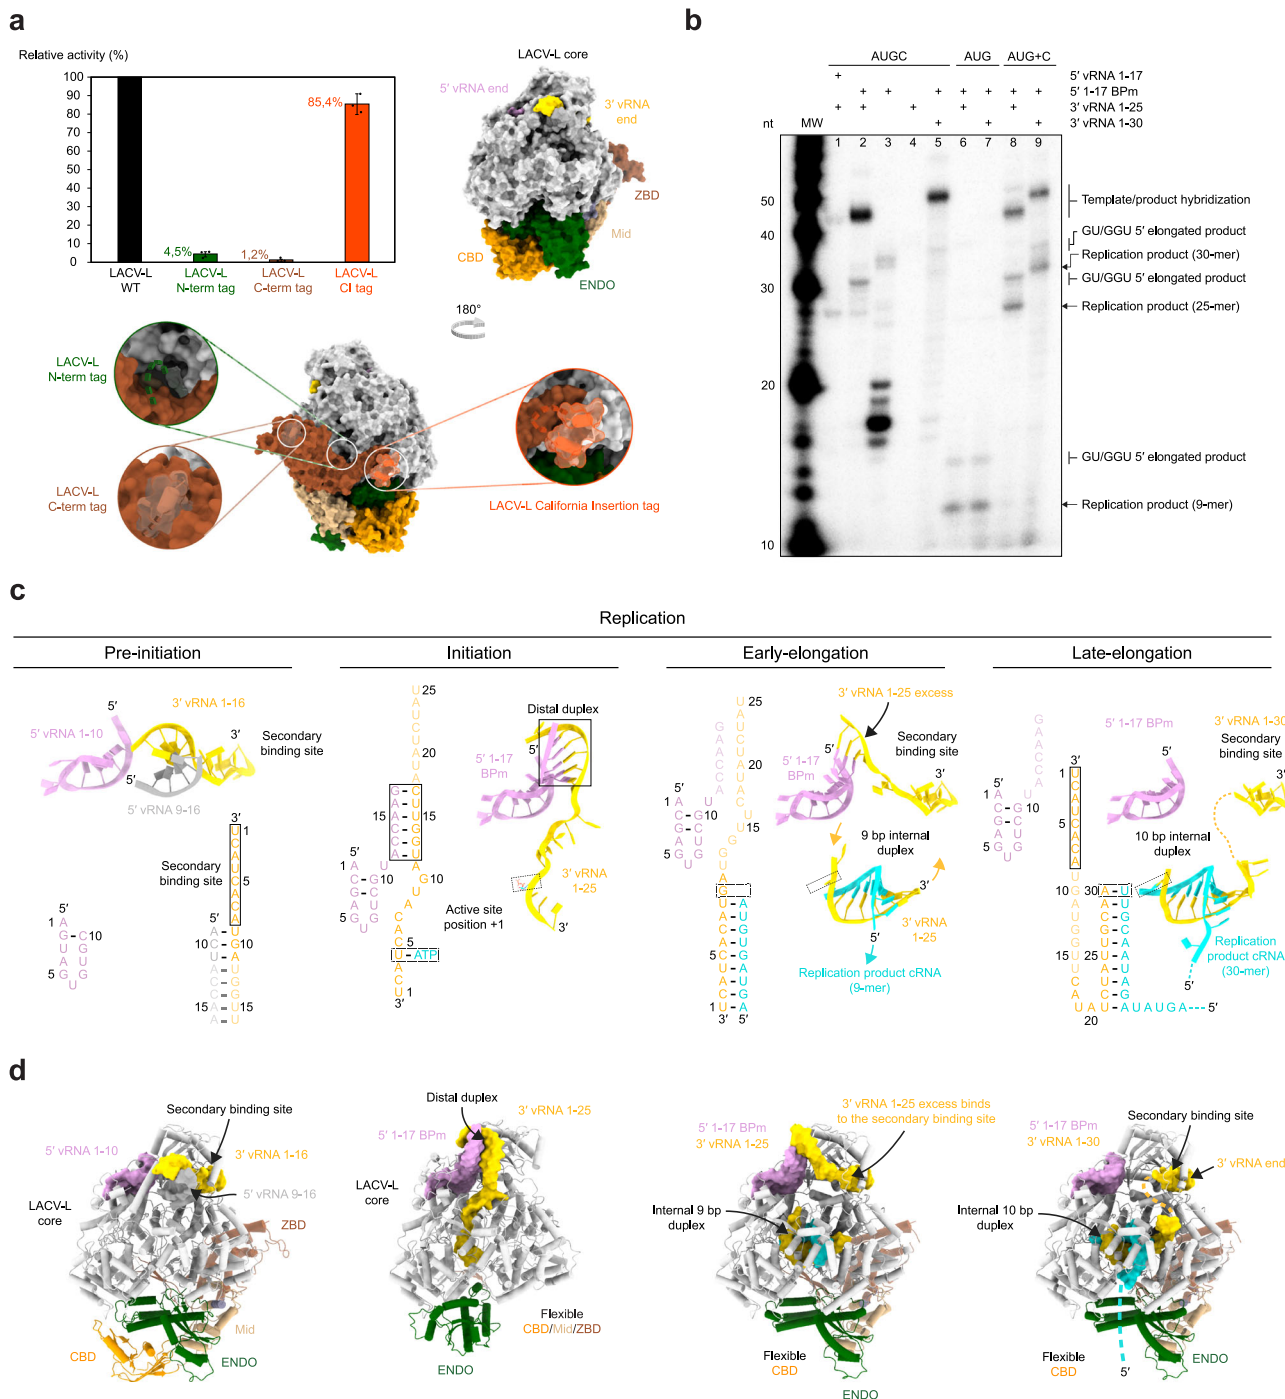 a
Relative activity (%)
100
90
80
70
60
50
40
30
20
10
0
4,5%
1,2%
85,4%
LACV-L
WT
LACV-L
N-term tag
LACV-L
C-term tag
LACV-L
CI tag
LACV-L core
5′ vRNA end
3′ vRNA
end
ZBD
Mid
CBD
ENDO
180°
LACV-L
N-term tag
LACV-L
C-term tag
LACV-L California Insertion tag
b
AUGC AUG AUG+C
+ 5′ vRNA 1-17
+ + + + + + + 5′ 1-17 BPm
+ + + + + 3′ vRNA 1-25
+ + + 3′ vRNA 1-30
nt MW 1 2 3 4 5 6 7 8 9
50
40
30
20
10
Template/product hybridization
GU/GGU 5′ elongated product
Replication product (30-mer)
GU/GGU 5′ elongated product
Replication product (25-mer)
GU/GGU 5′ elongated product
Replication product (9-mer)
c
Replication
Pre-initiation
Initiation
Early-elongation
Late-elongation
5′
3′ vRNA 1-16
5′ vRNA 1-10
3′
Secondary
binding site
5′
5′ vRNA 9-16
Secondary
binding site
Distal duplex
5′
5′ 1-17
BPm
3′ vRNA
1-25
Active site
position +1
3′
ATP
3′ vRNA 1-25 excess
Secondary
binding site
5′ 1-17
BPm
3′
9 bp internal
duplex
3′
3′ vRNA
1-25
5′
Replication product cRNA
(9-mer)
5′ 1-17 BPm
3′ vRNA 1-30
Secondary
binding site
3′
10 bp internal
duplex
Replication
product cRNA
(30-mer)
5′
AUAUGA 5′
d
Secondary binding site
5′ vRNA 1-10
3′ vRNA 1-16
5′ vRNA 9-16
LACV-L
core
ZBD
Mid
CBD
ENDO
Distal duplex
3′ vRNA 1-25
5′ 1-17 BPm
LACV-L
core
Flexible
CBD/Mid/ZBD
ENDO
3′ vRNA 1-25 excess binds
to the secondary binding site
5′ 1-17 BPm
3′ vRNA 1-25
Internal 9 bp
duplex
Flexible
CBD
ENDO
5′ 1-17 BPm
3′ vRNA 1-30
Secondary binding site
3′ vRNA end
Internal 10 bp
duplex
Flexible
CBD
5′
ENDO